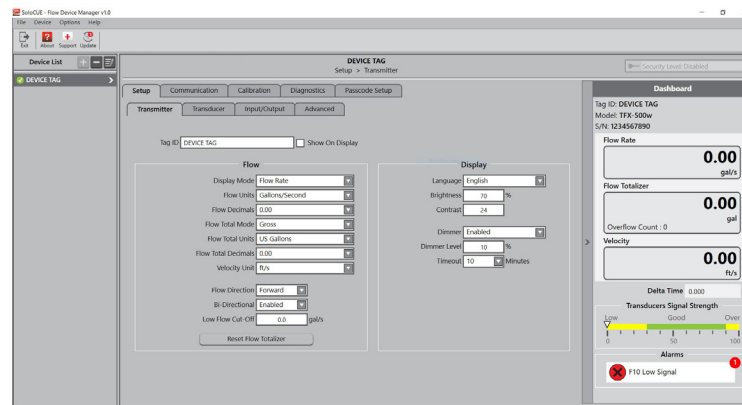 SoloCUE - Flow Device Manager v1.0
File Device Options Help
Exit About Support Update
Device List
DEVICE TAG
DEVICE TAG
Setup > Transmitter
Security Level: Disabled
Setup Communication Calibration Diagnostics Passcode Setup
Transmitter Transducer Input/Output Advanced
Tag ID DEVICE TAG Show On Display
Flow
Display Mode Flow Rate
Flow Units Gallons/Second
Flow Decimals 0.00
Flow Total Mode Gross
Flow Total Units US Gallons
Flow Total Decimals 0.00
Velocity Unit ft/s
Flow Direction Forward
Bi-Directional Enabled
Low Flow Cut-Off 0.0 gal/s
Reset Flow Totalizer
Display
Language English
Brightness 70 %
Contrast 24
Dimmer Enabled
Dimmer Level 10 %
Timeout 10 Minutes
Dashboard
Tag ID: DEVICE TAG
Model: TFX-500w
S/N: 1234567890
Flow Rate
0.00
gal/s
Flow Totalizer
0.00
gal
Overflow Count : 0
Velocity
0.00
ft/s
Delta Time 0.000
Transducers Signal Strength
Low Good Over
0 50 100
Alarms
1
F10 Low Signal